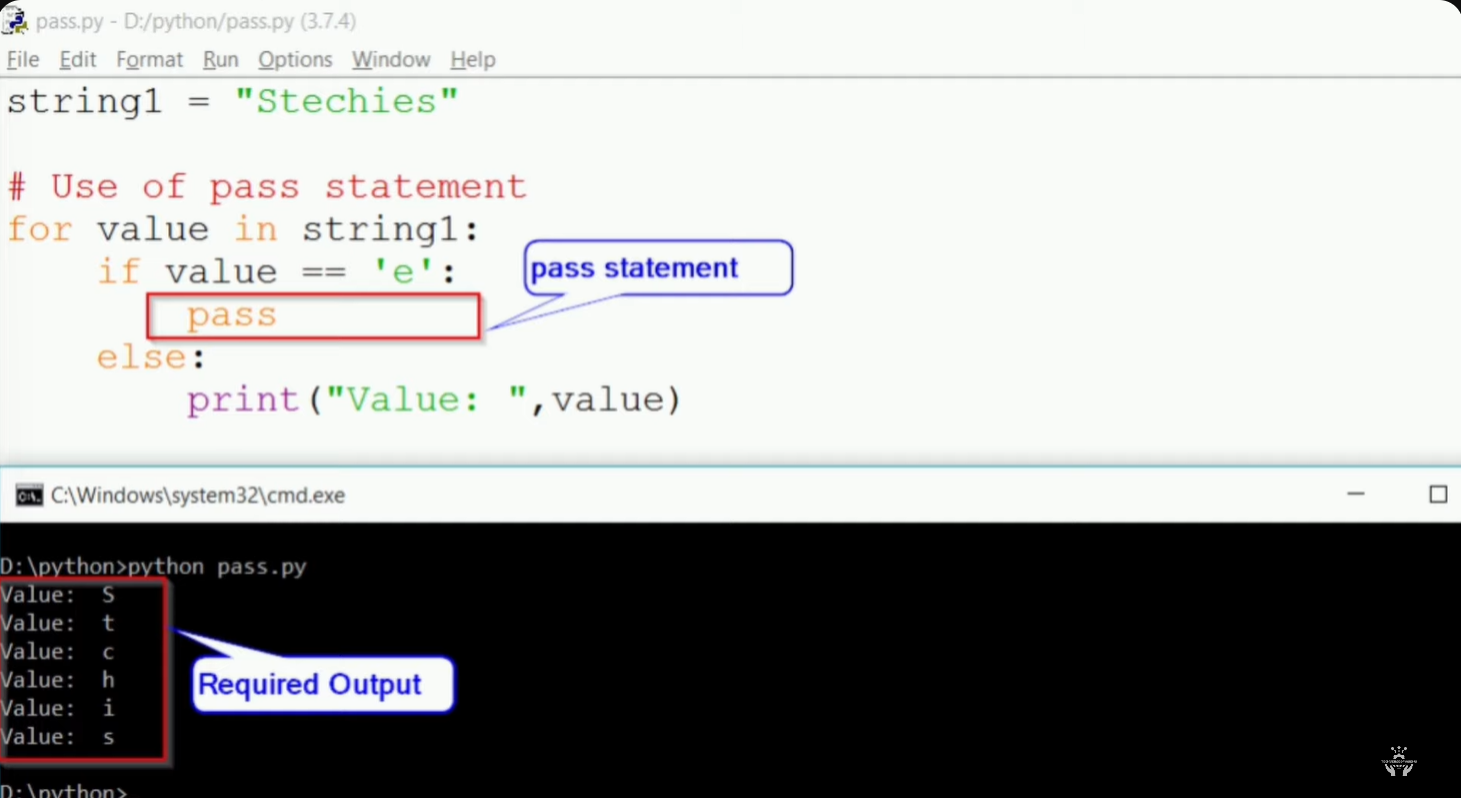 pass.py - D:/python/pass.py (3.7.4)
File Edit Format Run Options Window Help
string1 = "Stechies"
# Use of pass statement
for value in string1:
if value == 'e':
pass statement
pass
else:
print("Value: ",value)
C:\Windows\system32\cmd.exe
D:\python>python pass.py
Value: S
Value: t
Value: c
Value: h
Value: i
Value: s
Required Output
D:\python>